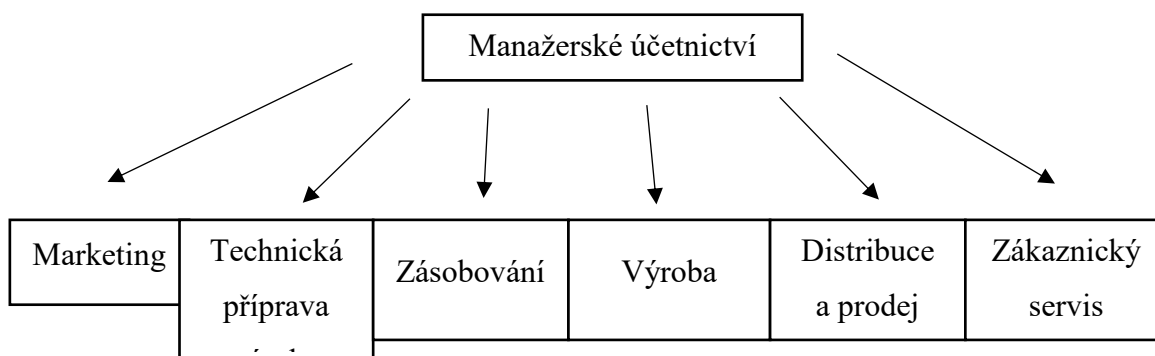 Manažerské účetnictví
Marketing
Technická
příprava
Zásobování
Výroba
Distribuce
a prodej
Zákaznický
servis